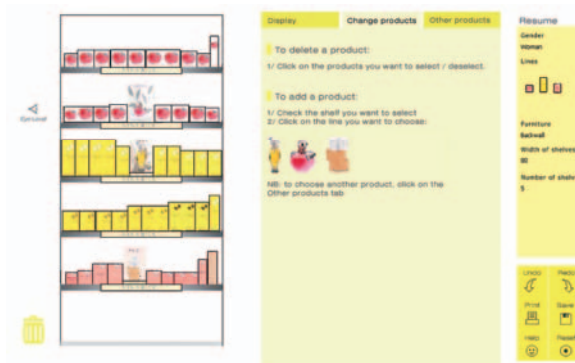 Display
Change products
Other products
To delete a product:
1/ Click on the products you want to select / deselect.
To add a product:
1/ Check the shelf you want to select
2/ Click on the line you want to choose:
NB: to choose another product, click on the
Other products tab
Resume
Gender
Woman
Lines
Furniture
Backwall
Width of shelves
Number of shelve
5
Undo
Redo
Print
Save
Help
Reset